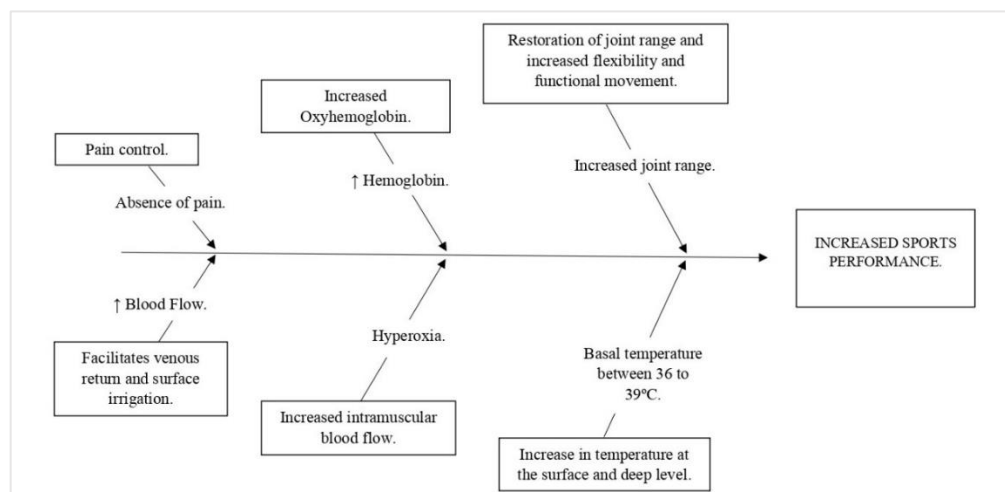 Restoration of joint range and
increased flexibility and
functional movement.
Increased
Oxyhemoglobin.
Pain control.
Increased joint range.
↑ Hemoglobin.
Absence of pain.
INCREASED SPORTS
PERFORMANCE.
↑ Blood Flow.
Hyperoxia.
Facilitates venous
return and surface
irrigation.
Basal temperature
between 36 to
39ºC.
Increased intramuscular
blood flow.
Increase in temperature at
the surface and deep level.